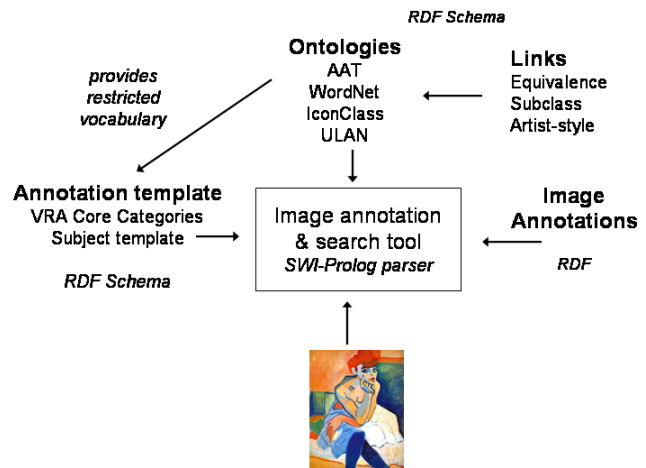 RDF Schema
Ontologies
AAT
WordNet
IconClass
ULAN
Links
Equivalence
Subclass
Artist-style
provides
restricted
vocabulary
Annotation template
VRA Core Categories
Subject template
RDF Schema
Image annotation
& search tool
SWI-Prolog parser
Image
Annotations
RDF